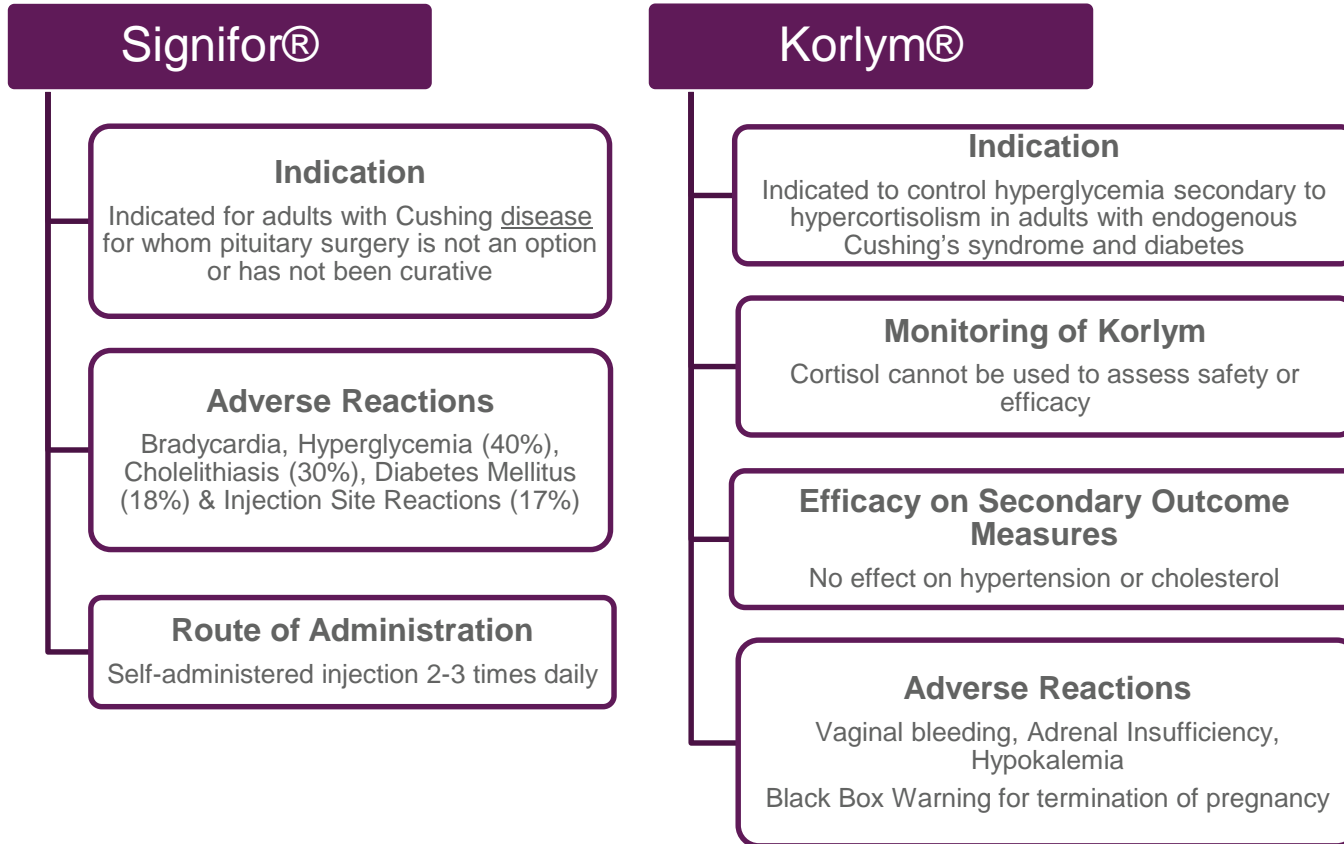 Signifor®
Indication
Indicated for adults with Cushing disease
for whom pituitary surgery is not an option
or has not been curative
Adverse Reactions
Bradycardia, Hyperglycemia (40%),
Cholelithiasis (30%), Diabetes Mellitus
(18%) & Injection Site Reactions (17%)
Route of Administration
Self-administered injection 2-3 times daily
Korlym®
Indication
Indicated to control hyperglycemia secondary to
hypercortisolism in adults with endogenous
Cushing's syndrome and diabetes
Monitoring of Korlym
Cortisol cannot be used to assess safety or
efficacy
Efficacy on Secondary Outcome
Measures
No effect on hypertension or cholesterol
Adverse Reactions
Vaginal bleeding, Adrenal Insufficiency,
Hypokalemia
Black Box Warning for termination of pregnancy